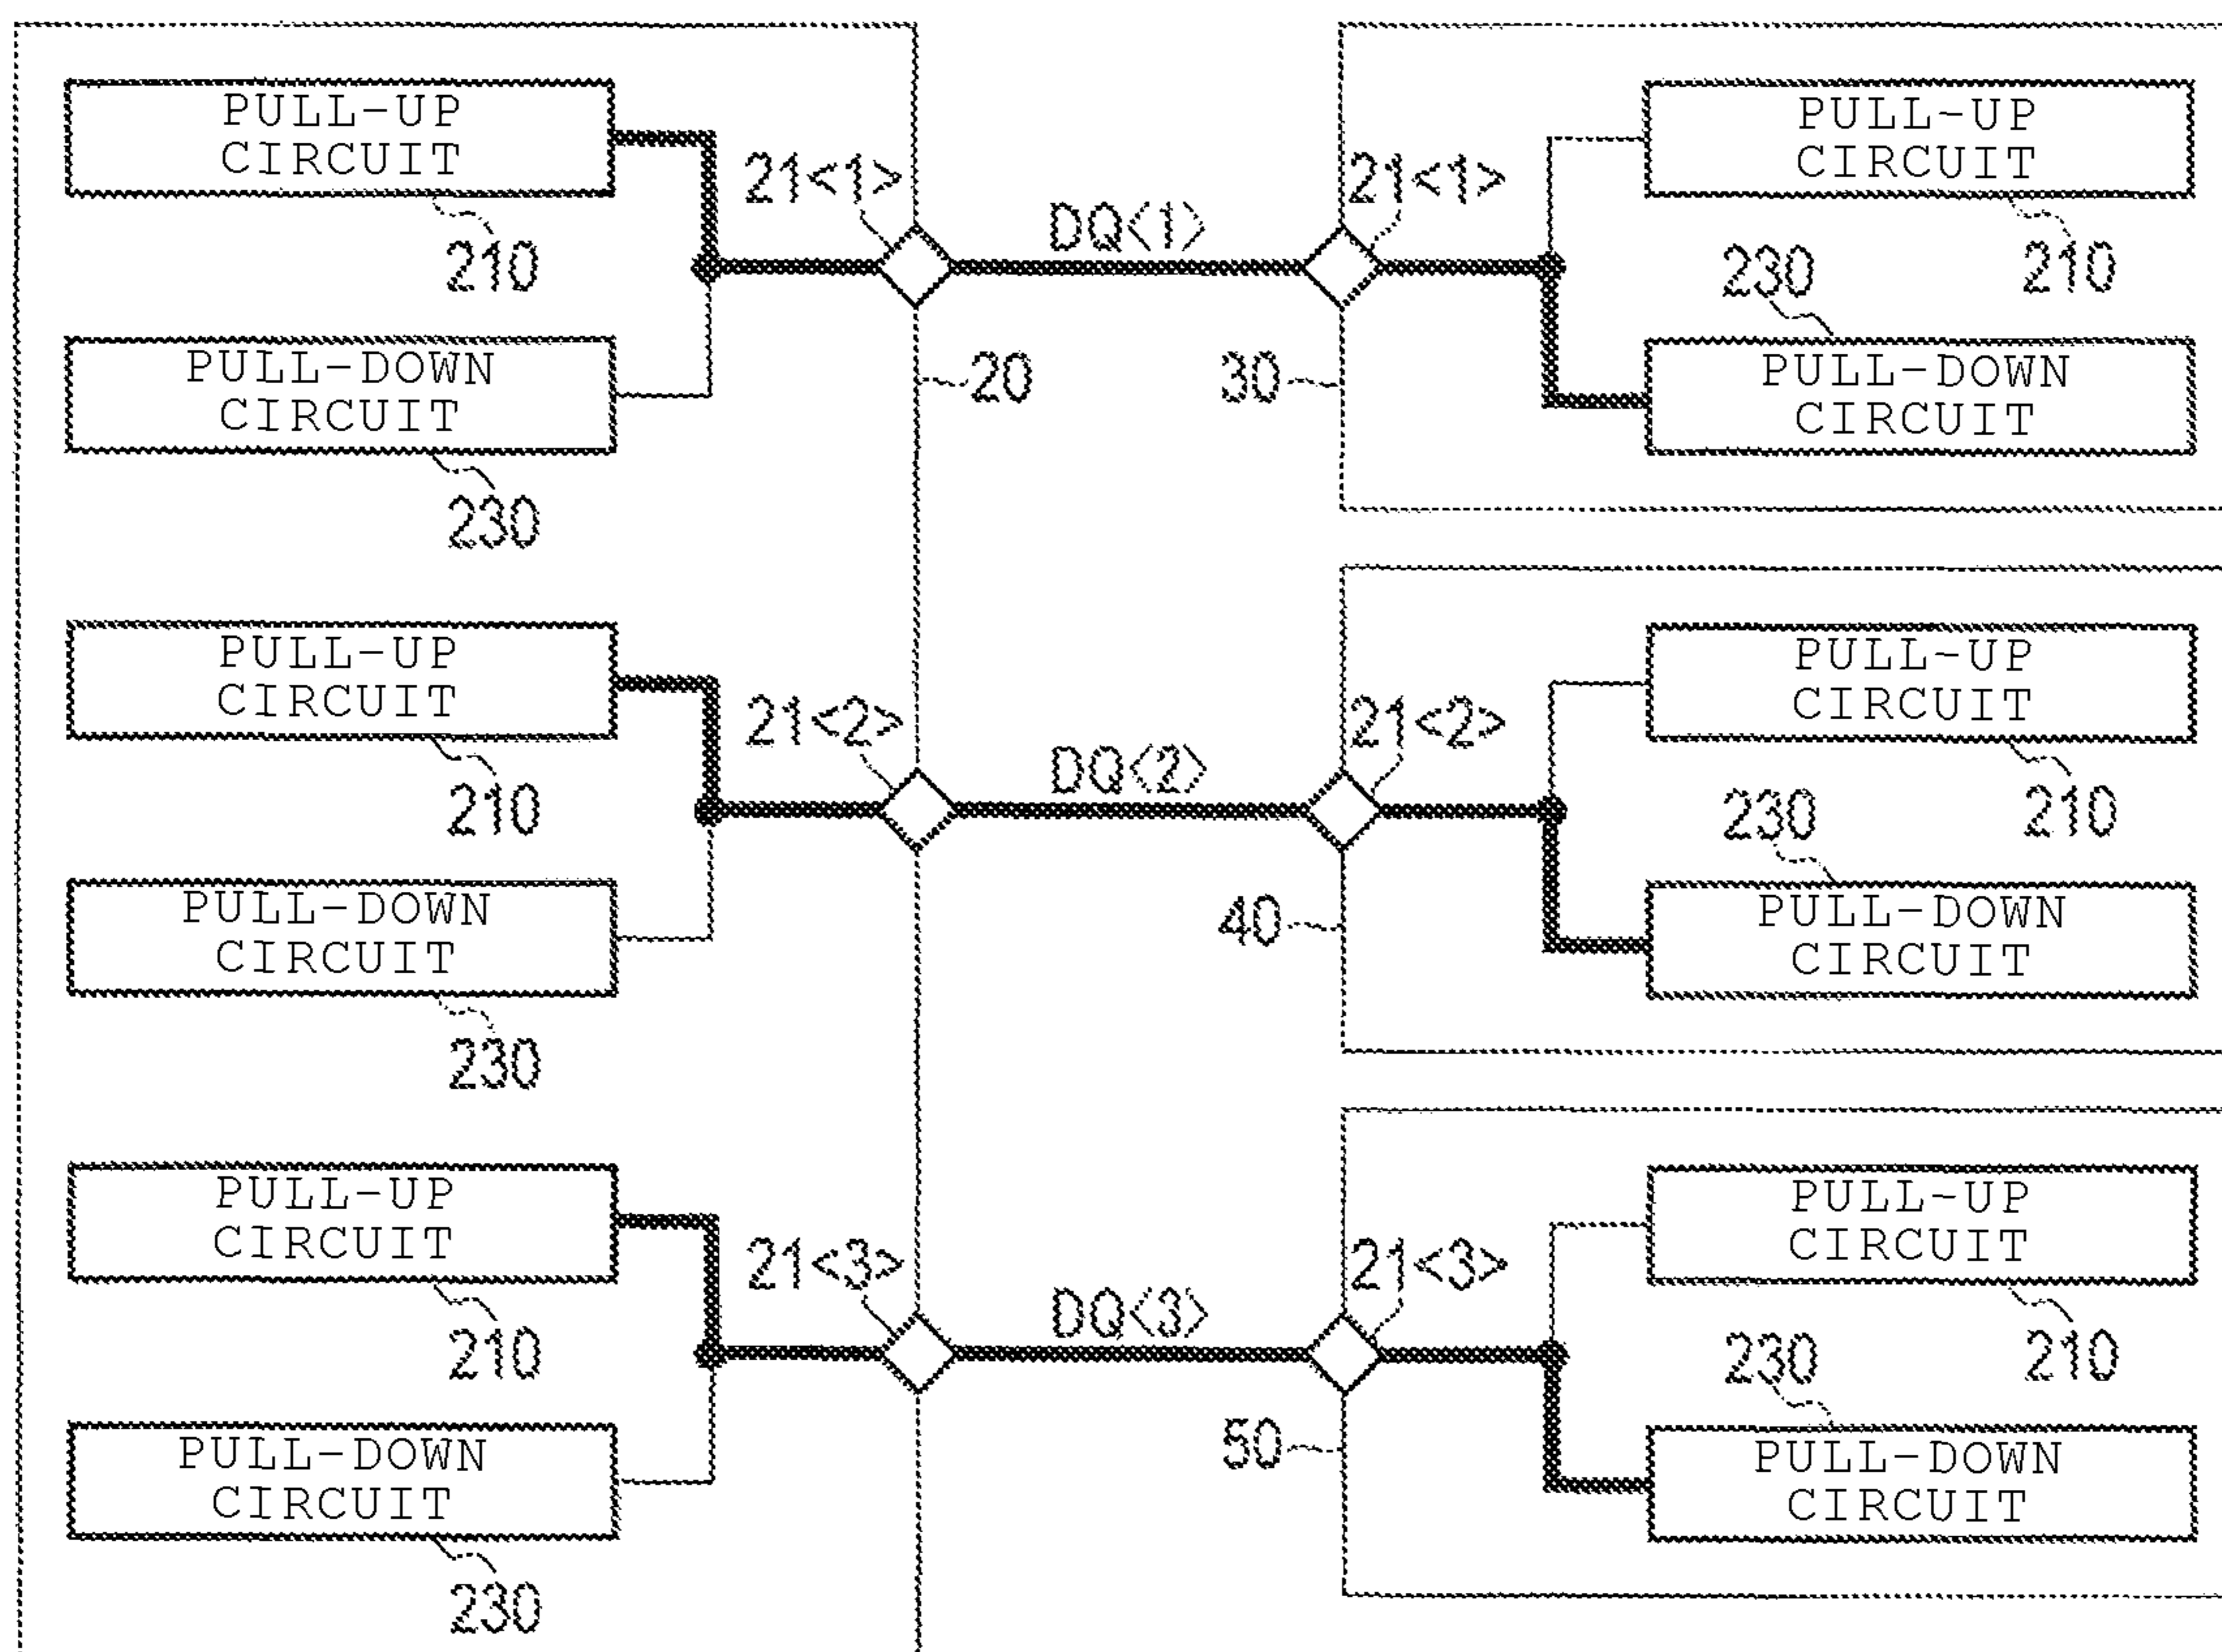 PULL-UP
CIRCUIT
210
PULL-DOWN
CIRCUIT
230
21<1>
DQ<1>
21<1>
20
30
PULL-UP
CIRCUIT
210
230
PULL-DOWN
CIRCUIT
PULL-UP
CIRCUIT
210
PULL-DOWN
CIRCUIT
230
21<2>
DQ<2>
21<2>
40
PULL-UP
CIRCUIT
210
230
PULL-DOWN
CIRCUIT
PULL-UP
CIRCUIT
210
PULL-DOWN
CIRCUIT
230
21<3>
DQ<3>
21<3>
50
PULL-UP
CIRCUIT
210
230
PULL-DOWN
CIRCUIT